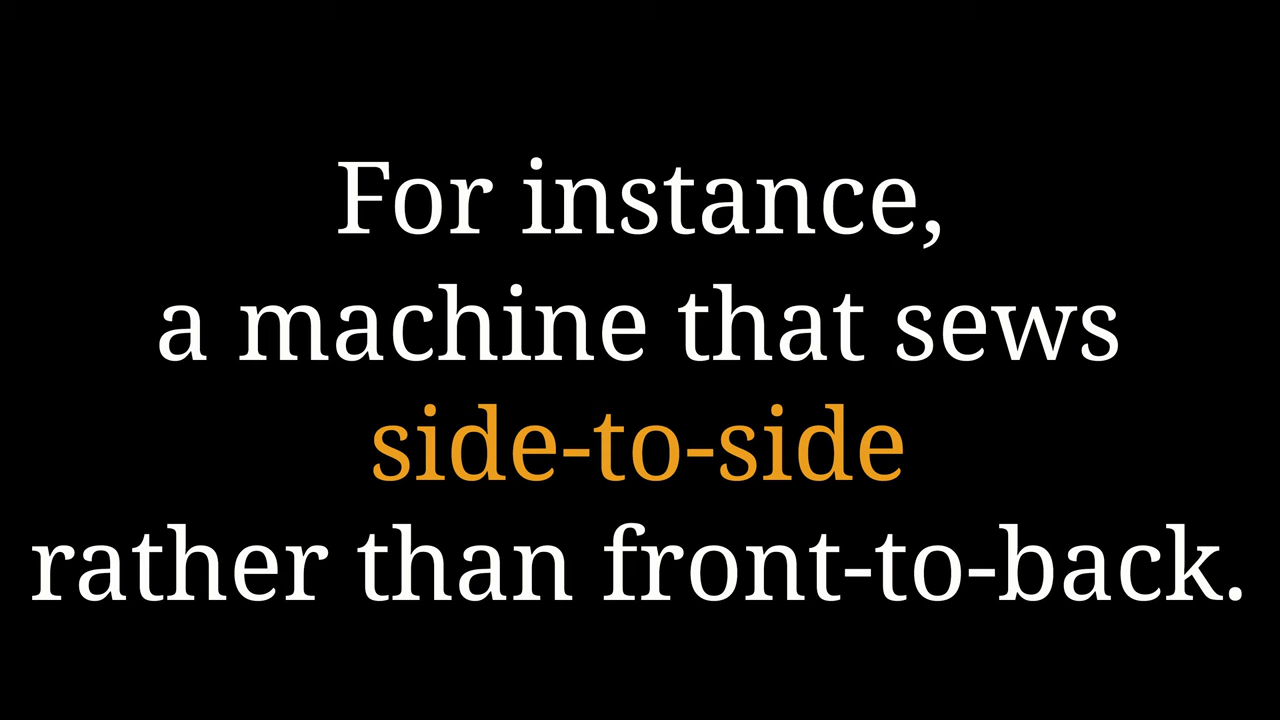 For instance,
a machine that sews
side-to-side
rather than front-to-back.